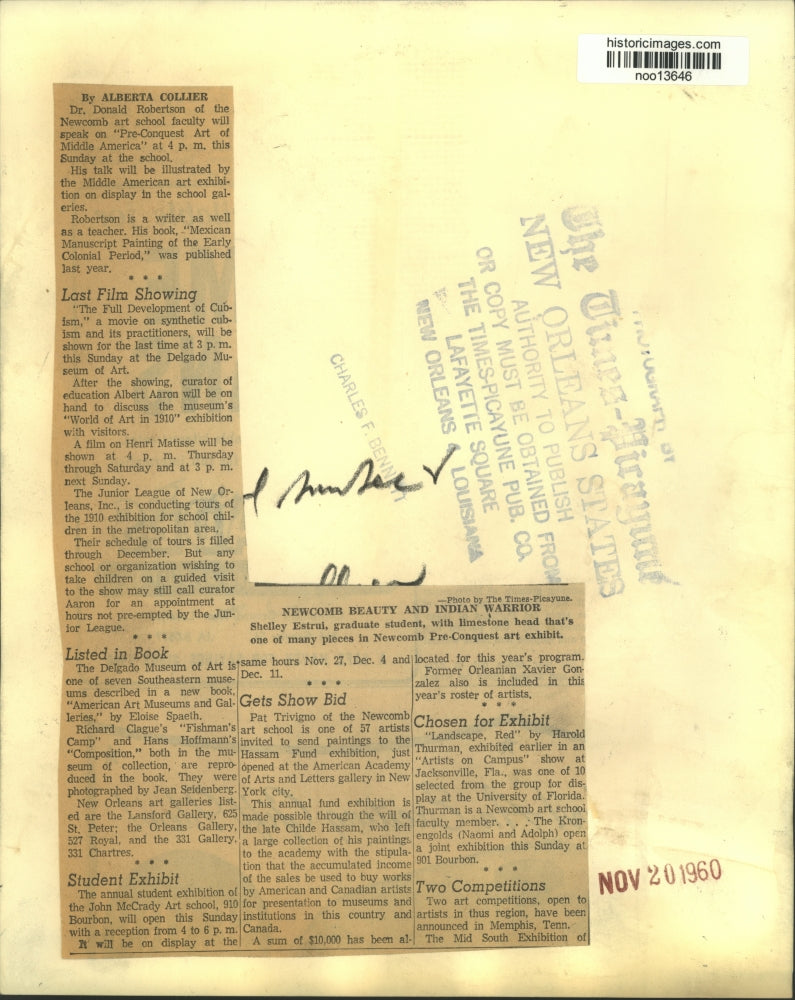 historicimages.com
noo13646
By ALBERTA COLLIER
Dr. Donald Robertson of the
Newcomb art school faculty will
speak on "Pre-Conquest Art of
Middle America" at 4 p. m. this
Sunday at the school.
His talk will be illustrated by
the Middle American art exhibi-
tion on display in the school gal-
eries.
Robertson is a writer as well
as a teacher. His book, "Mexican
Manuscript Painting of the Early
Colonial Period," was published
last year.
* * *
Last Film Showing
"The Full Development of Cub-
ism," a movie on synthetic cub-
ism and its practitioners, will be
shown for the last time at 3 p. m.
this Sunday at the Delgado Mu-
seum of Art.
After the showing, curator of
education Albert Aaron will be on
hand to discuss the museum's
"World of Art in 1910" exhibition
with visitors.
A film on Henri Matisse will be
shown at 4 p. m. Thursday
through Saturday and at 3 p. m.
next Sunday.
The Junior League of New Or-
leans, Inc., is conducting tours of
the 1910 exhibition for school chil-
dren in the metropolitan area.
Their schedule of tours is filled
through December. But any
school or organization wishing to
take children on a guided visit
to the show may still call curator
Aaron for an appointment at
hours not pre-empted by the Jun-
ior League.
* * *
Listed in Book
The Delgado Museum of Art is
one of seven Southeastern muse-
ums described in a new book,
"American Art Museums and Gal-
leries," by Eloise Spaeth.
Richard Clague's "Fishman's
Camp" and Hans Hoffmann's
"Composition," both in the mu-
seum of collection, are repro-
duced in the book. They were
photographed by Jean Seidenberg.
New Orleans art galleries list-
ed are the Lansford Gallery, 625
St. Peter; the Orleans Gallery,
527 Royal, and the 331 Gallery,
331 Chartres.
* * *
Student Exhibit
The annual student exhibition of
the John McCrady Art school, 910
Bourbon, will open this Sunday
with a reception from 4 to 6 p. m.
It will be on display at the
—Photo by The Times-Picayune.
NEWCOMB BEAUTY AND INDIAN WARRIOR
Shelley Estrui, graduate student, with limestone head that's
one of many pieces in Newcomb Pre-Conquest art exhibit.
same hours Nov. 27, Dec. 4 and
Dec. 11.
* * *
Gets Show Bid
Pat Trivigno of the Newcomb
art school is one of 57 artists
invited to send paintings to the
Hassam Fund exhibition, just
opened at the American Academy
of Arts and Letters gallery in New
York city.
This annual fund exhibition is
made possible through the will of
the late Childe Hassam, who left
a large collection of his paintings
to the academy with the stipula-
tion that the accumulated income
of the sales be used to buy works
by American and Canadian artists
for presentation to museums and
institutions in this country and
Canada.
A sum of $10,000 has been al-
located for this year's program.
Former Orleanian Xavier Gon-
zalez also is included in this
year's roster of artists.
* * *
Chosen for Exhibit
"Landscape, Red" by Harold
Thurman, exhibited earlier in an
"Artists on Campus" show at
Jacksonville, Fla., was one of 10
selected from the group for dis-
play at the University of Florida.
Thurman is a Newcomb art school
faculty member. . . . The Kron-
engolds (Naomi and Adolph) open
a joint exhibition this Sunday at
901 Bourbon.
* * *
Two Competitions
Two art competitions, open to
artists in thus region, have been
announced in Memphis, Tenn.
The Mid South Exhibition of
PHOTOGRAPH BY
The Times-Picayune
NEW ORLEANS STATES
AUTHORITY TO PUBLISH
OR COPY MUST BE OBTAINED FROM
THE TIMES-PICAYUNE PUB. CO.
LAFAYETTE SQUARE
NEW ORLEANS LOUISIANA
CHARLES F. BENN
NOV 20 1960